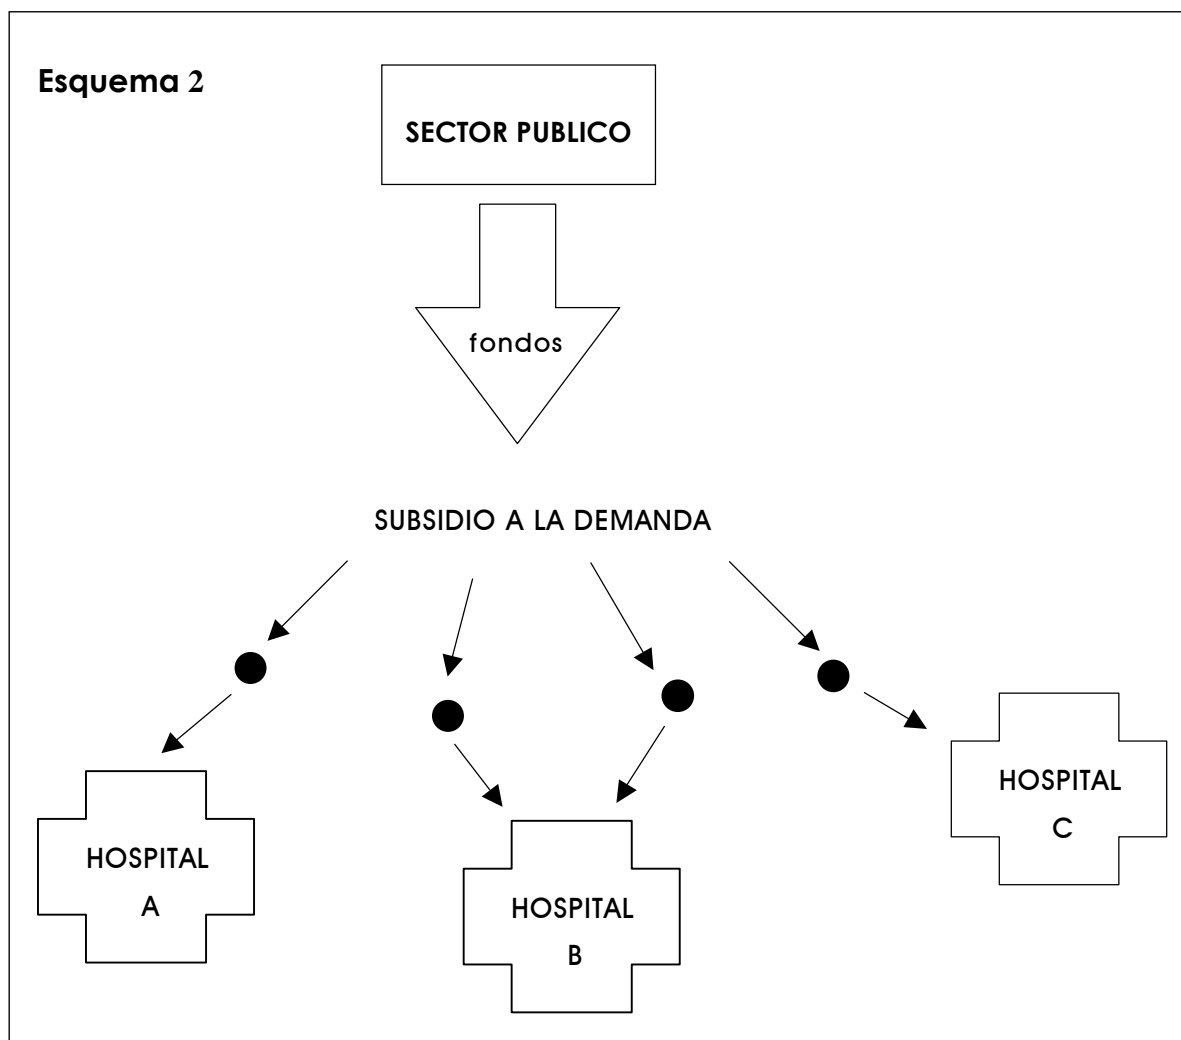 Esquema 2
SECTOR PUBLICO
fondos
SUBSIDIO A LA DEMANDA
HOSPITAL
A
HOSPITAL
B
HOSPITAL
C